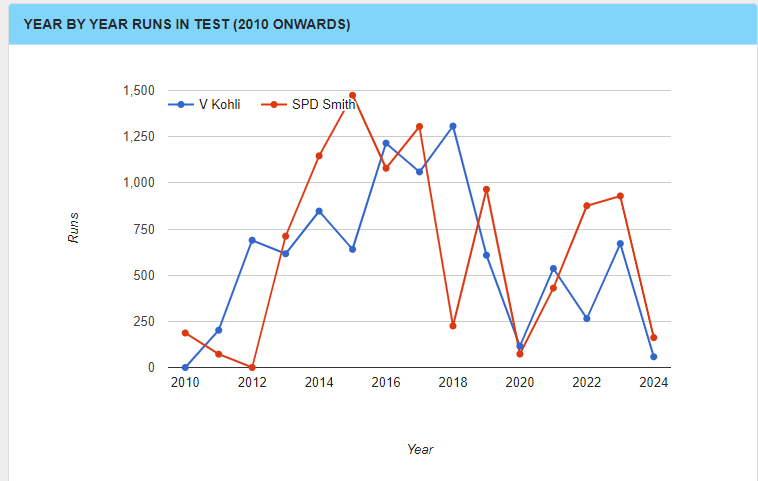 YEAR BY YEAR RUNS IN TEST (2010 ONWARDS)
1,500
V Kohli SPD Smith
1,250
1,000
750
Runs
500
250
0
2010 2012 2014 2016 2018 2020 2022 2024
Year